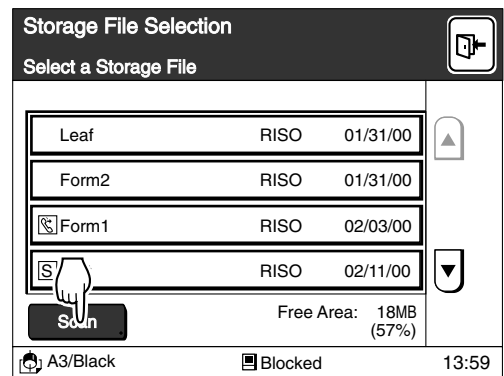 Storage File Selection
Select a Storage File
Leaf RISO 01/31/00
Form2 RISO 01/31/00
Form1 RISO 02/03/00
S RISO 02/11/00
Scan Free Area: 18MB
(57%)
A3/Black Blocked 13:59